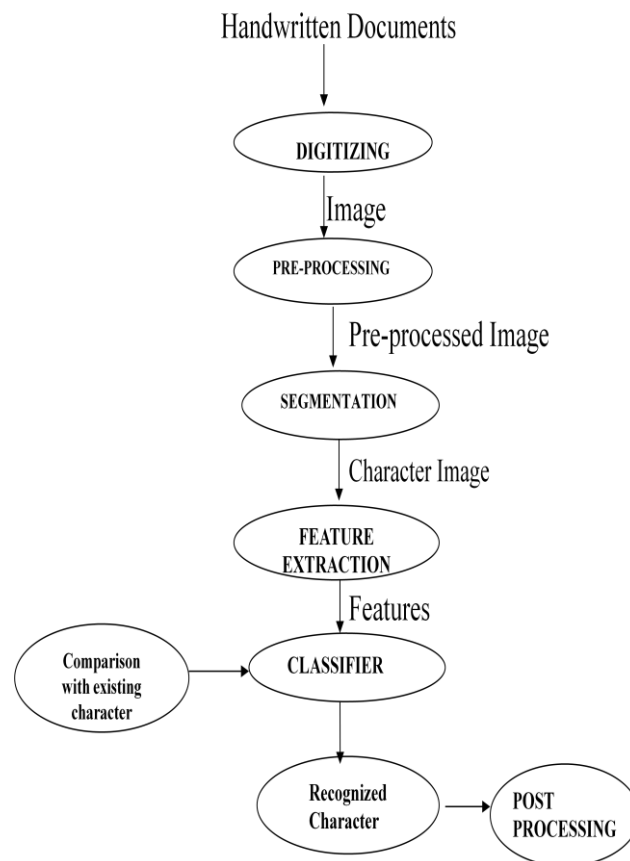 Handwritten Documents
DIGITIZING
Image
PRE-PROCESSING
Pre-processed Image
SEGMENTATION
Character Image
FEATURE
EXTRACTION
Features
Comparison
with existing
character
CLASSIFIER
Recognized
Character
POST
PROCESSING